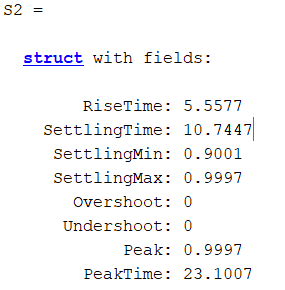 S2 =
struct with fields:
RiseTime: 5.5577
SettlingTime: 10.7447
SettlingMin: 0.9001
SettlingMax: 0.9997
Overshoot: 0
Undershoot: 0
Peak: 0.9997
PeakTime: 23.1007